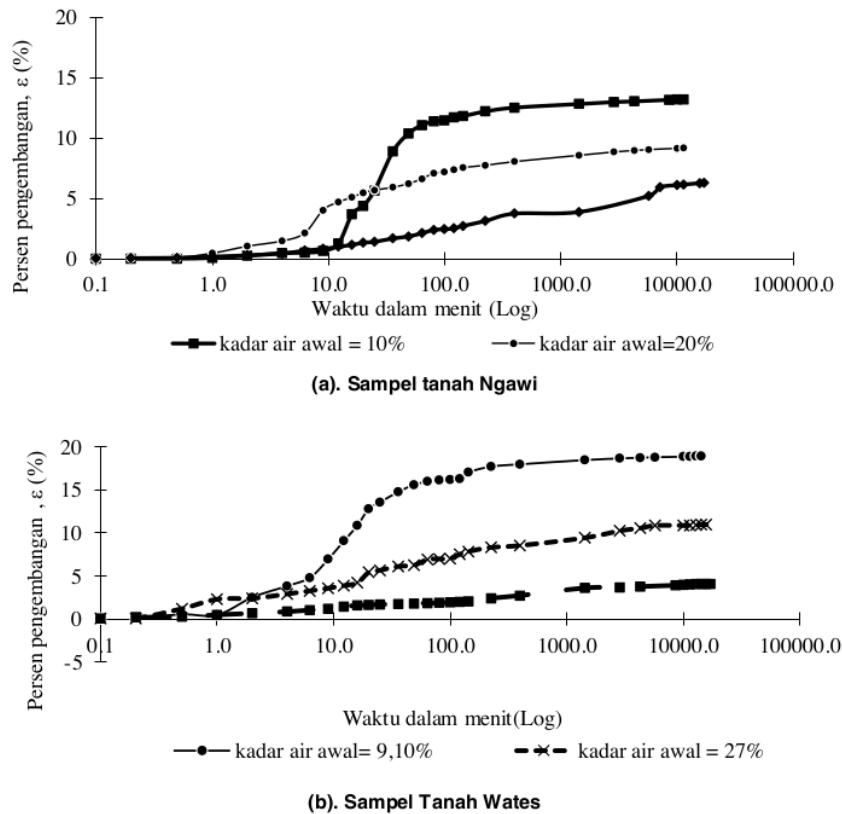 20
15
10
5
0
Persen pengembangan, ε (%)
0.1 1.0 10.0 100.0 1000.0 10000.0 100000.0
Waktu dalam menit (Log)
kadar air awal = 10% kadar air awal=20%
(a). Sampel tanah Ngawi
20
15
10
5
0
-5
Persen pengembangan , ε (%)
0.1 1.0 10.0 100.0 1000.0 10000.0 100000.0
Waktu dalam menit(Log)
kadar air awal= 9,10% kadar air awal = 27%
(b). Sampel Tanah Wates